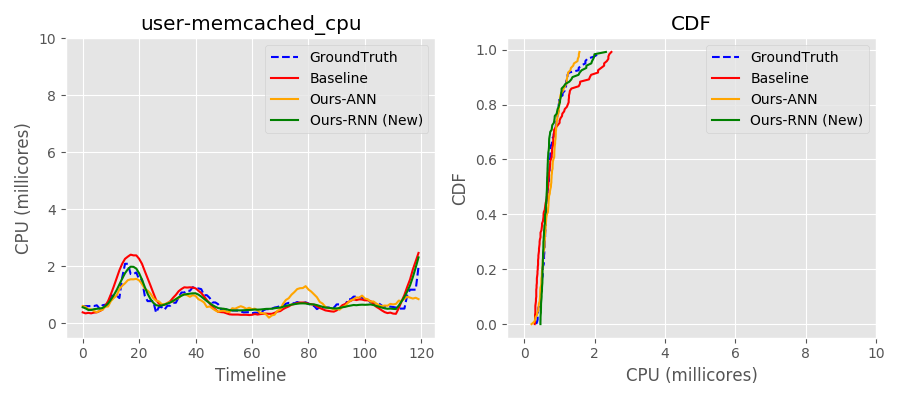 user-memcached_cpu
CPU (millicores)
10
8
6
4
2
0
GroundTruth
Baseline
Ours-ANN
Ours-RNN (New)
0 20 40 60 80 100 120
Timeline
CDF
CDF
1.0
0.8
0.6
0.4
0.2
0.0
GroundTruth
Baseline
Ours-ANN
Ours-RNN (New)
0 2 4 6 8 10
CPU (millicores)